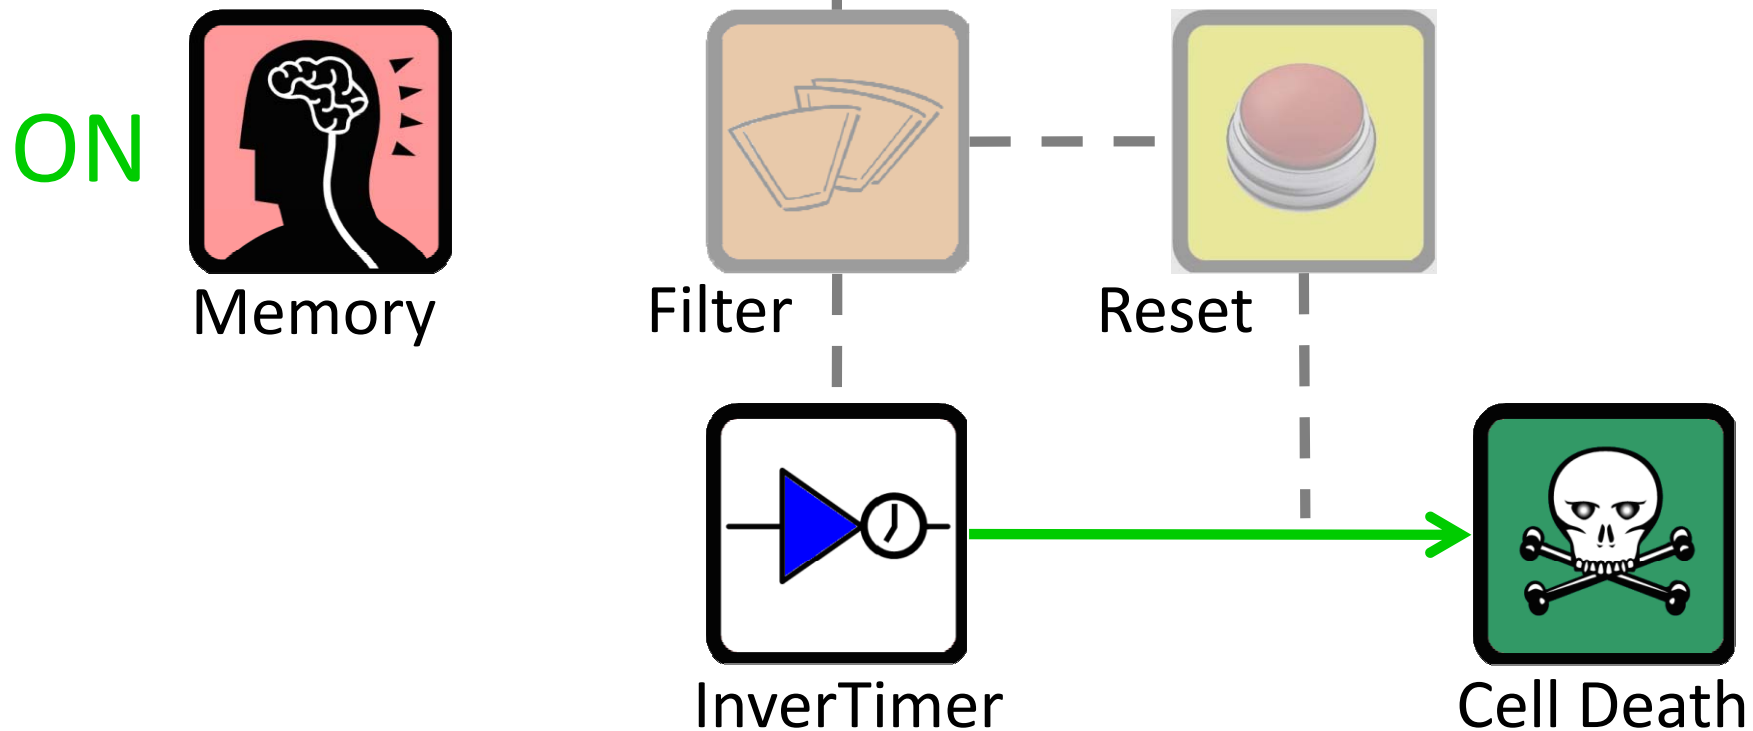 ON
Memory
Filter
Reset
InverTimer
Cell Death